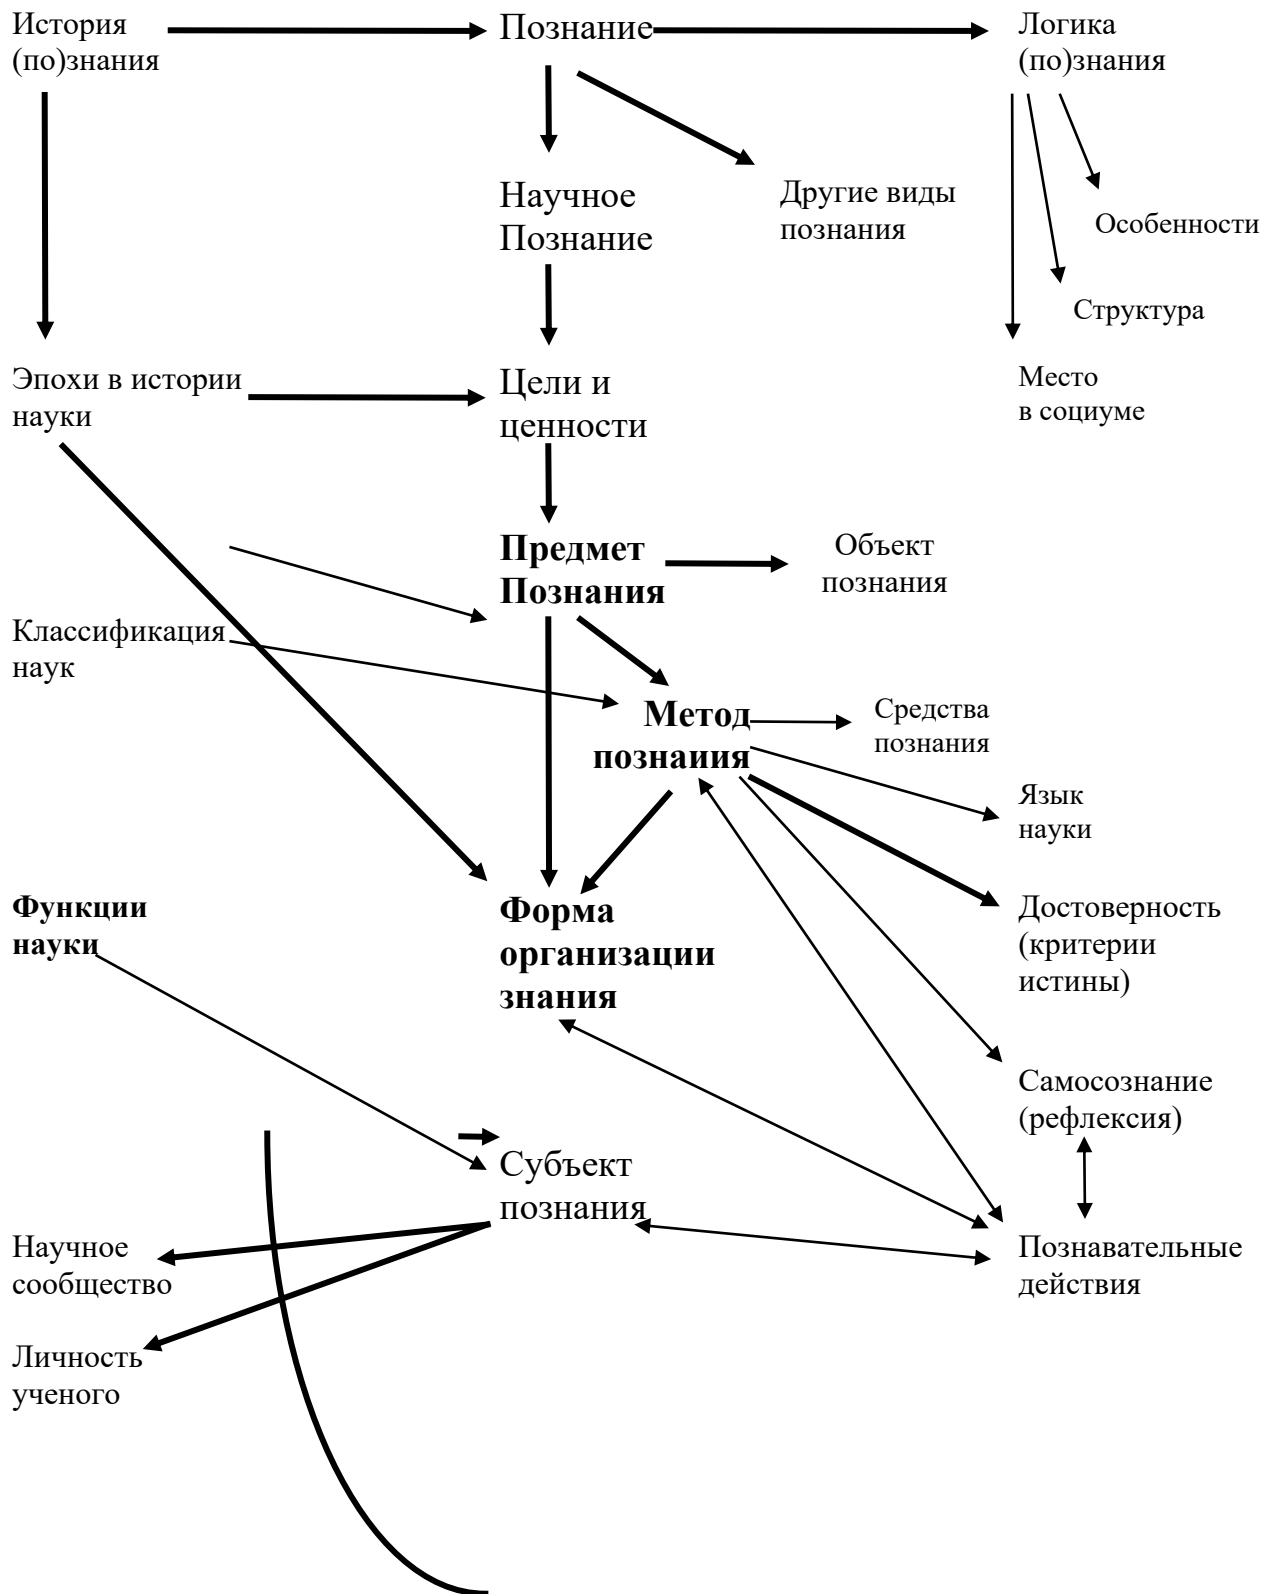 История
(по)знания
Познание
Логика
(по)знания
Научное
Познание
Другие виды
познания
Особенности
Структура
Эпохи в истории
науки
Цели и
ценности
Место
в социуме
Предмет
Познания
Объект
познания
Классификация
наук
Метод
познаиия
Средства
познания
Язык
науки
Функции
науки
Форма
организации
знания
Достоверность
(критерии
истины)
Самосознание
(рефлексия)
Субъект
познания
Научное
сообщество
Познавательные
действия
Личность
ученого